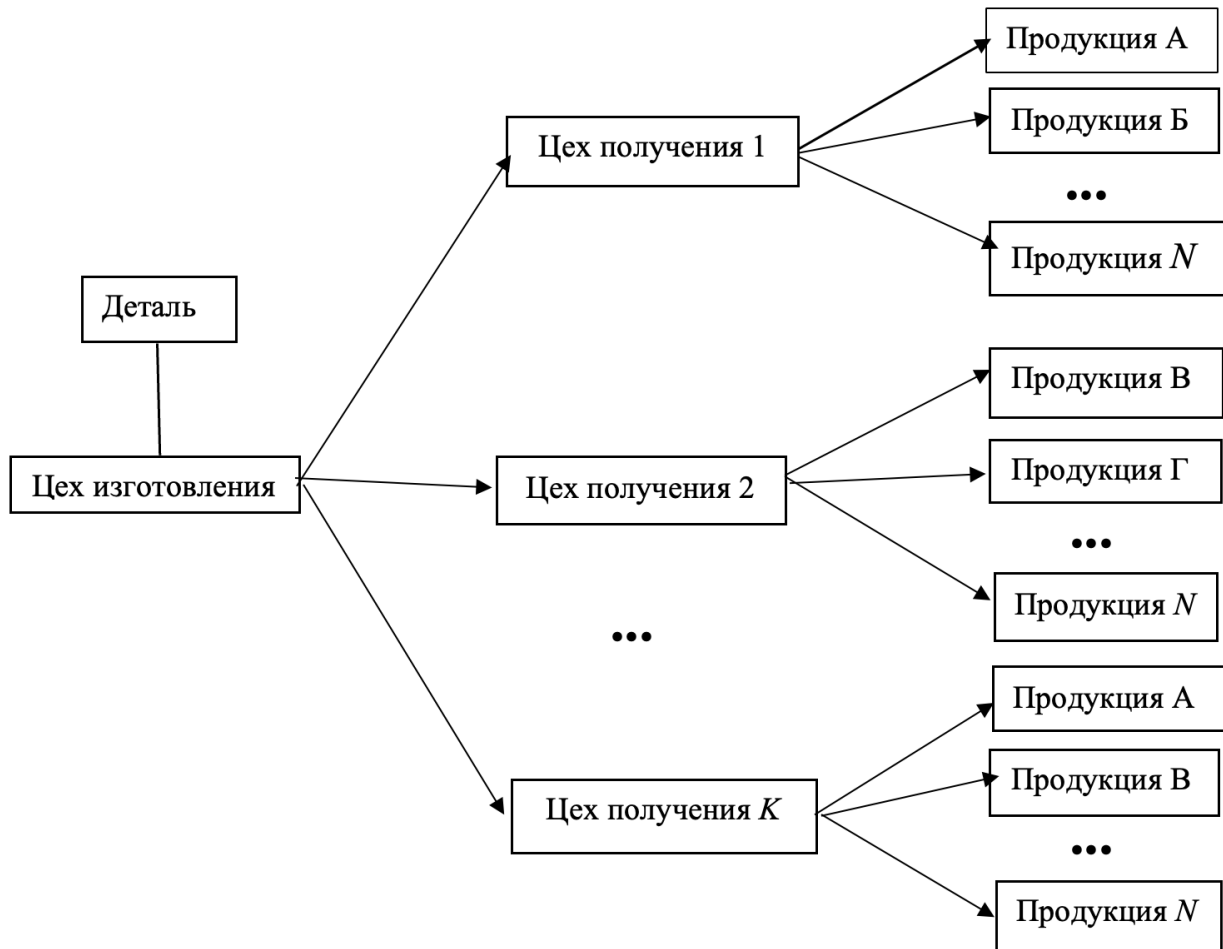 Продукция А
Продукция Б
Цех получения 1
...
Продукция N
Деталь
Продукция В
Продукция Г
Цех изготовления
Цех получения 2
...
Продукция N
...
Продукция А
Продукция В
Цех получения K
...
Продукция N